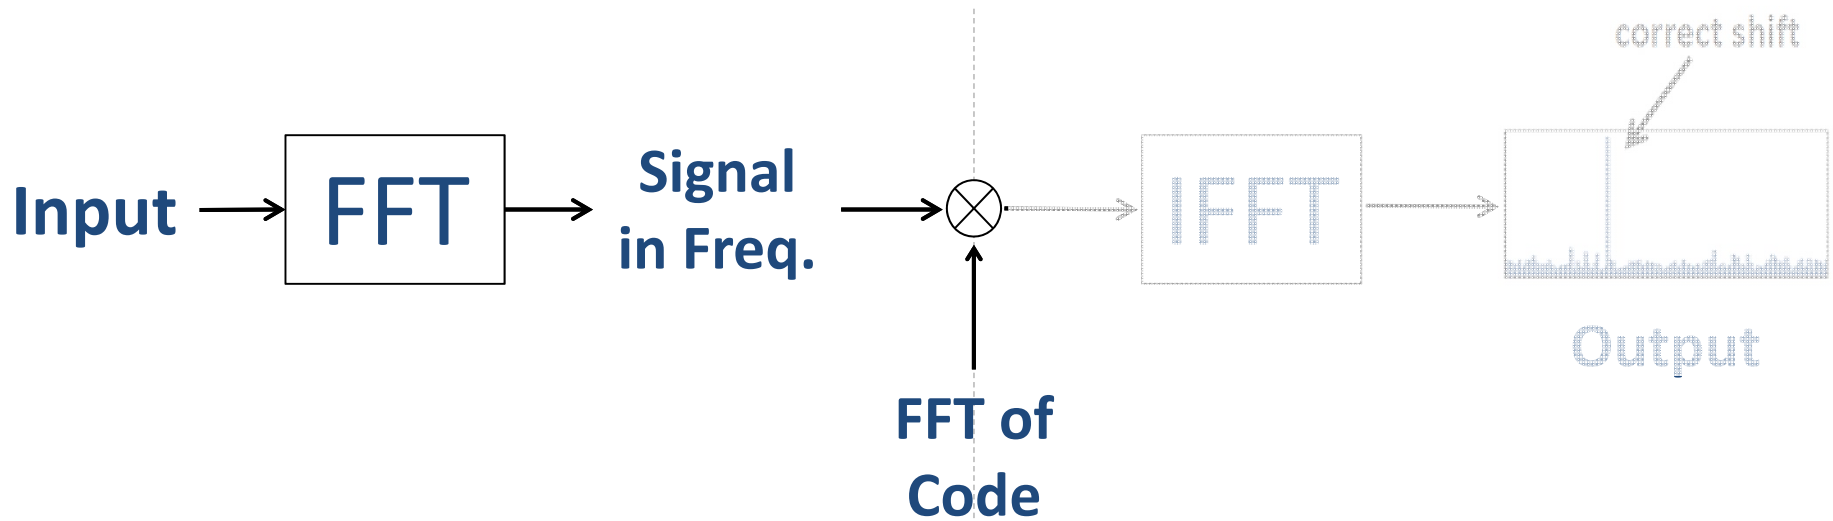 correct shift
Input
FFT
Signal
in Freq.
IFFT
Output
FFT of
Code